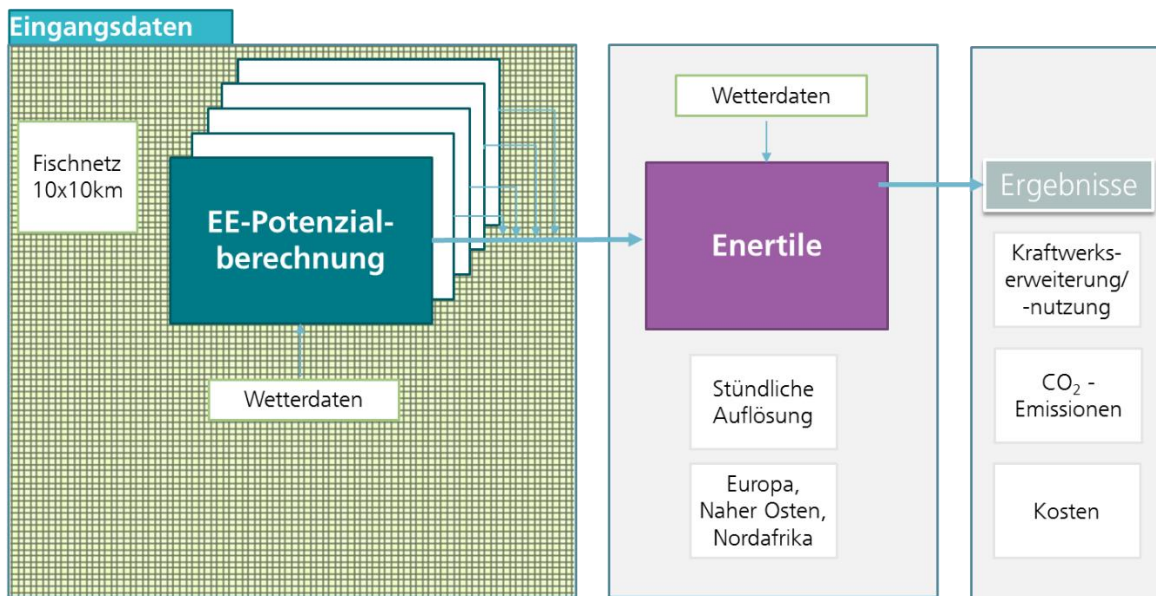 Eingangsdaten
Fischnetz
10x10km
EE-Potenzial-
berechnung
Wetterdaten
Wetterdaten
Enertile
Stündliche
Auflösung
Europa,
Naher Osten,
Nordafrika
Ergebnisse
Kraftwerks-
erweiterung/
-nutzung
CO₂ -
Emissionen
Kosten